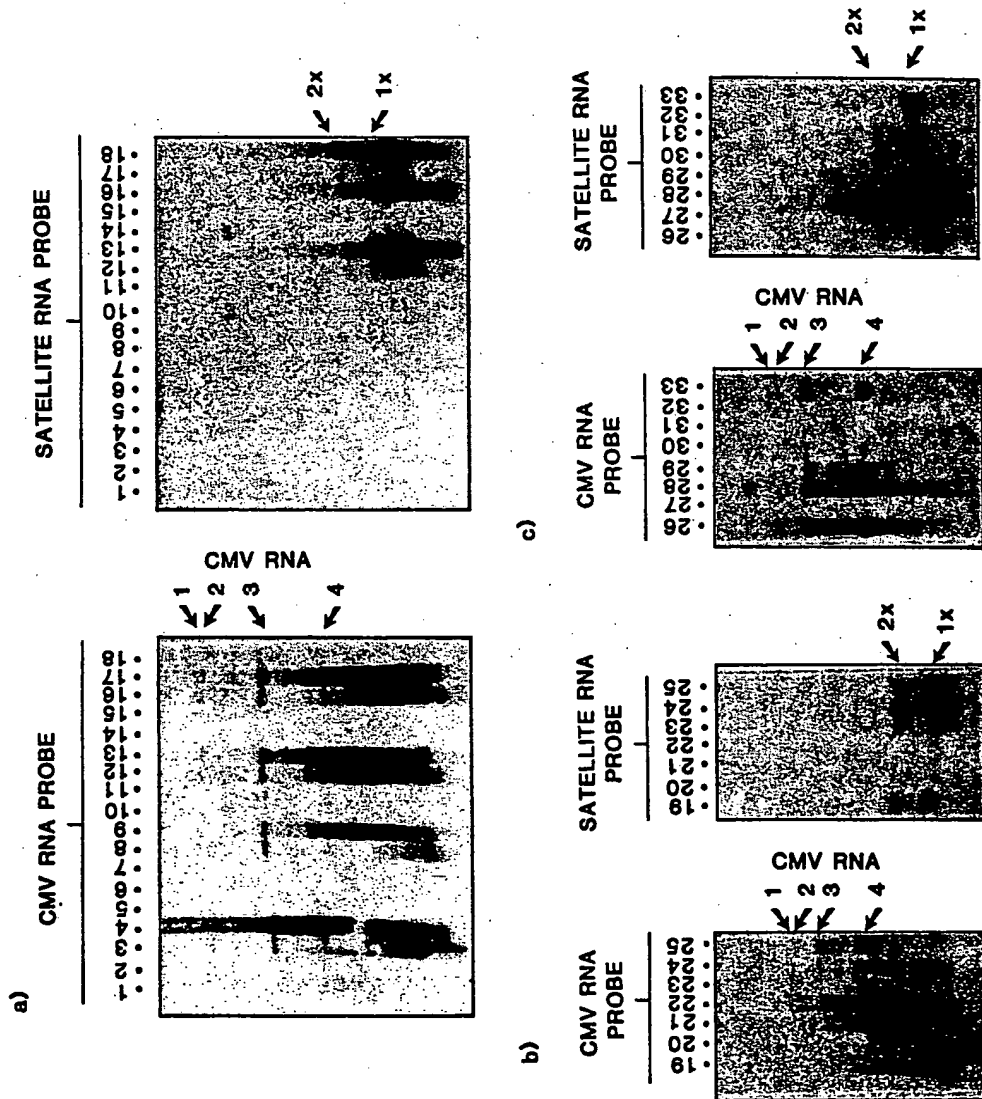 a)
CMV RNA PROBE
1 2 3 4 5 6 7 8 9 10 11 12 13 14 15 16 17 18
CMV RNA
1
2
3
4
SATELLITE RNA PROBE
1 2 3 4 5 6 7 8 9 10 11 12 13 14 15 16 17 18
2x
1x
b)
CMV RNA
PROBE
19 20 21 22 23 24 25
CMV RNA
1
2
3
4
SATELLITE RNA
PROBE
19 20 21 22 23 24 25
2x
1x
c)
CMV RNA
PROBE
26 27 28 29 30 31 32 33
CMV RNA
1
2
3
4
SATELLITE RNA
PROBE
26 27 28 29 30 31 32 33
2x
1x